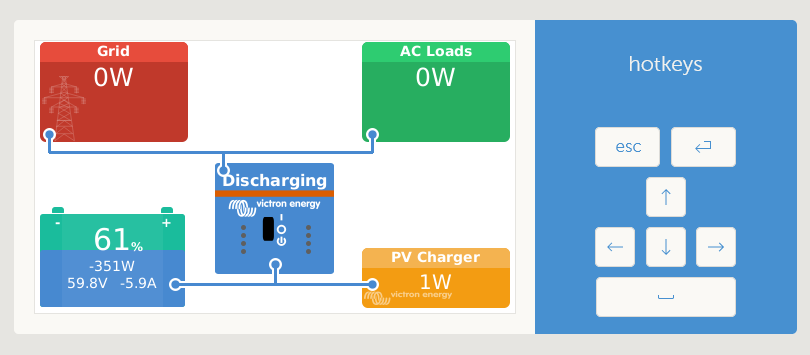 Grid
0W
AC Loads
0W
hotkeys
esc
Discharging
victron energy
I
O
- +
61%
-351W
59.8V -5.9A
PV Charger
1W
victron energy